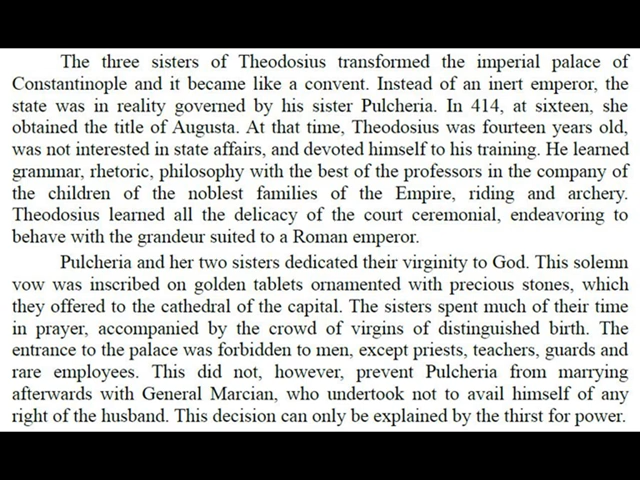 The three sisters of Theodosius transformed the imperial palace of
Constantinople and it became like a convent. Instead of an inert emperor, the
state was in reality governed by his sister Pulcheria. In 414, at sixteen, she
obtained the title of Augusta. At that time, Theodosius was fourteen years old,
was not interested in state affairs, and devoted himself to his training. He learned
grammar, rhetoric, philosophy with the best of the professors in the company of
the children of the noblest families of the Empire, riding and archery.
Theodosius learned all the delicacy of the court ceremonial, endeavoring to
behave with the grandeur suited to a Roman emperor.
Pulcheria and her two sisters dedicated their virginity to God. This solemn
vow was inscribed on golden tablets ornamented with precious stones, which
they offered to the cathedral of the capital. The sisters spent much of their time
in prayer, accompanied by the crowd of virgins of distinguished birth. The
entrance to the palace was forbidden to men, except priests, teachers, guards and
rare employees. This did not, however, prevent Pulcheria from marrying
afterwards with General Marcian, who undertook not to avail himself of any
right of the husband. This decision can only be explained by the thirst for power.